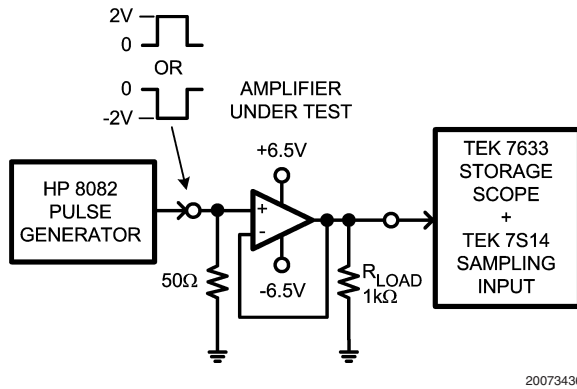 2V
0
OR
0
-2V
AMPLIFIER
UNDER TEST
HP 8082
PULSE
GENERATOR
+6.5V
+
-
-6.5V
50Ω
RLOAD
1kΩ
TEK 7633
STORAGE
SCOPE
+
TEK 7S14
SAMPLING
INPUT